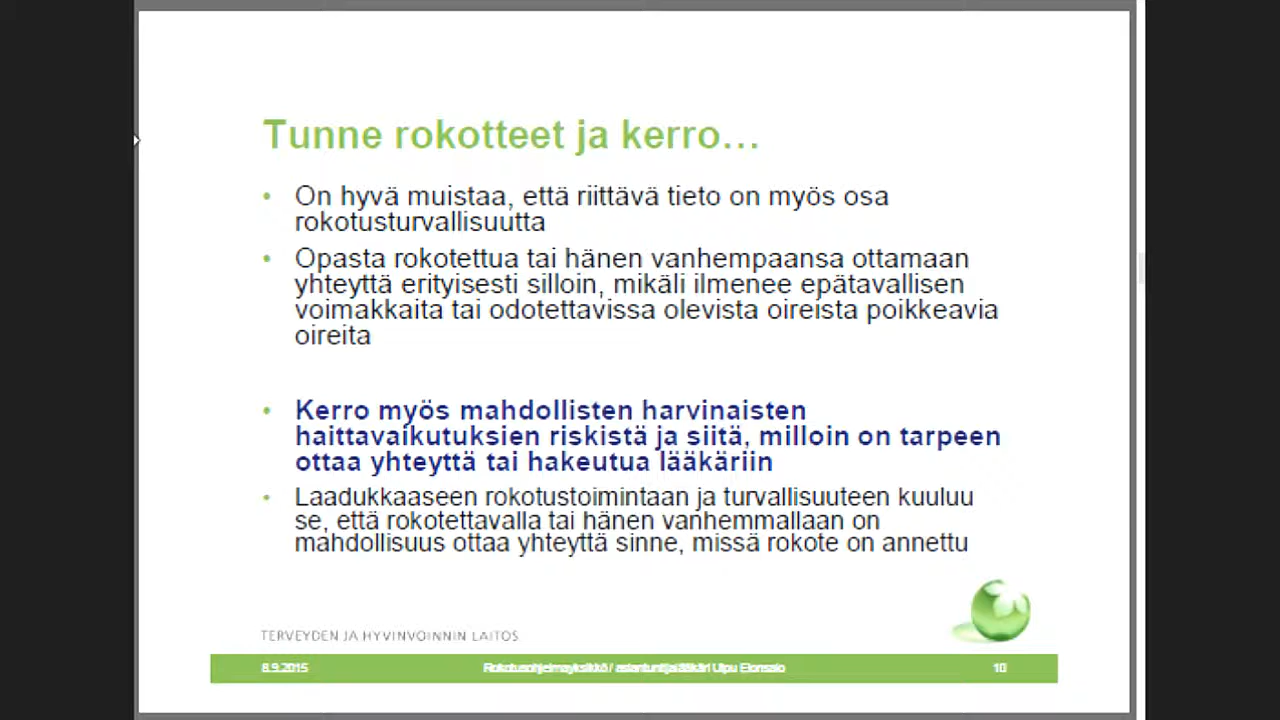 Tunne rokotteet ja kerro…
• On hyvä muistaa, että riittävä tieto on myös osa
rokotusturvallisuutta
• Opasta rokotettua tai hänen vanhempaansa ottamaan
yhteyttä erityisesti silloin, mikäli ilmenee epätavallisen
voimakkaita tai odotettavissa olevista oireista poikkeavia
oireita
• Kerro myös mahdollisten harvinaisten
haittavaikutuksien riskistä ja siitä, milloin on tarpeen
ottaa yhteyttä tai hakeutua lääkäriin
• Laadukkaaseen rokotustoimintaan ja turvallisuuteen kuuluu
se, että rokotettavalla tai hänen vanhemmallaan on
mahdollisuus ottaa yhteyttä sinne, missä rokote on annettu
TERVEYDEN JA HYVINVOINNIN LAITOS
8.9.2015 Rokotusohjelmayksikkö / asiantuntijalääkäri Ulpu Elonsalo 10